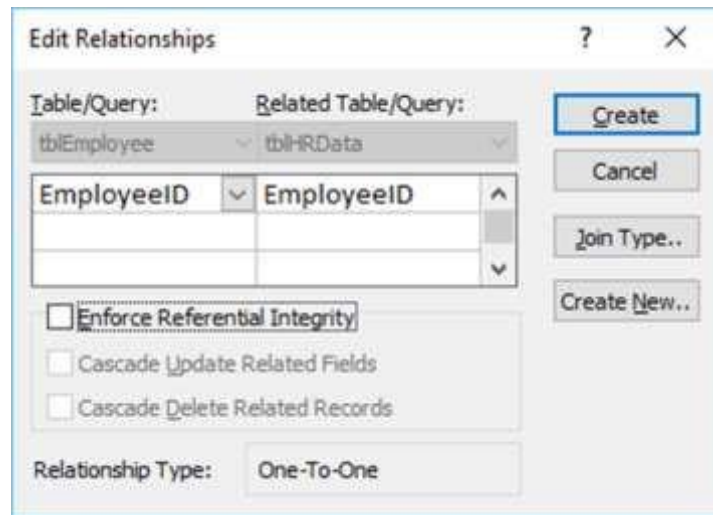 Edit Relationships ? ×
Table/Query: Related Table/Query:
tblEmployee tblHRData
EmployeeID EmployeeID
Enforce Referential Integrity
Cascade Update Related Fields
Cascade Delete Related Records
Relationship Type: One-To-One
Create
Cancel
Join Type..
Create New..